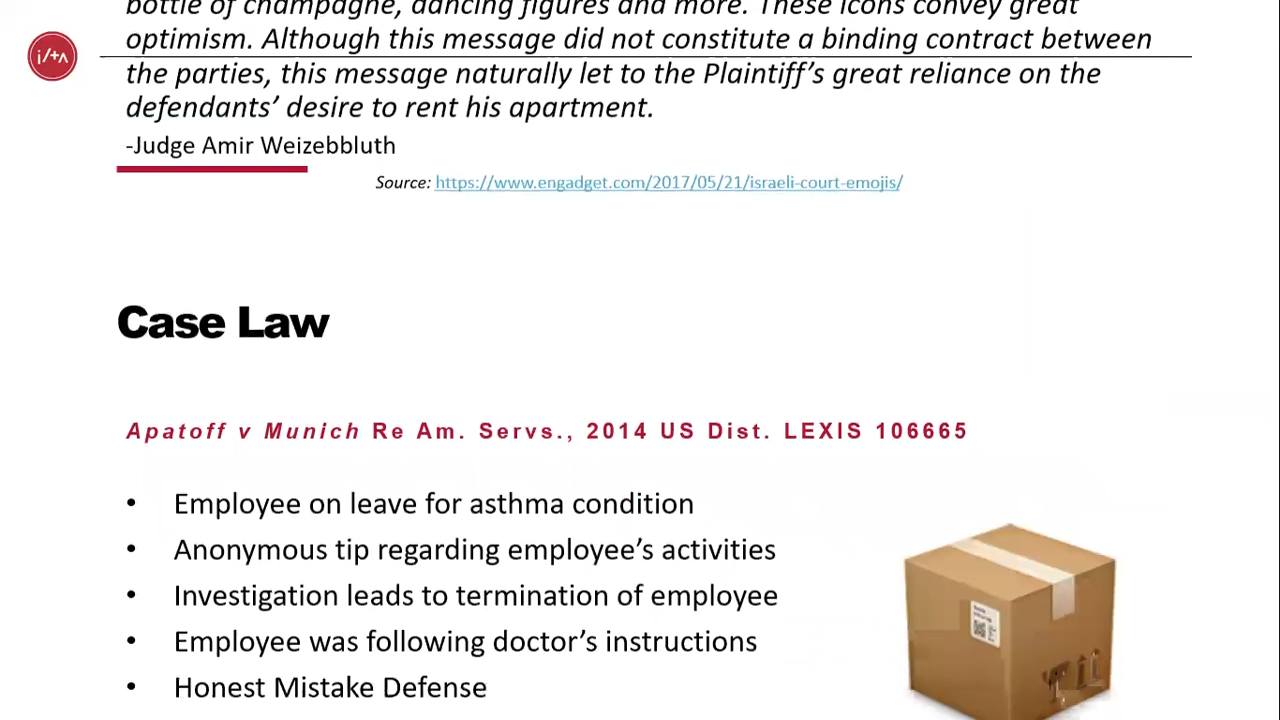 bottle of champagne, dancing figures and more. These icons convey great
i/+Λ
optimism. Although this message did not constitute a binding contract between
the parties, this message naturally let to the Plaintiff’s great reliance on the
defendants’ desire to rent his apartment.
-Judge Amir Weizebbluth
Source: https://www.engadget.com/2017/05/21/israeli-court-emojis/
Case Law
Apatoff v Munich Re Am. Servs., 2014 US Dist. LEXIS 106665
• Employee on leave for asthma condition
• Anonymous tip regarding employee’s activities
• Investigation leads to termination of employee
• Employee was following doctor’s instructions
• Honest Mistake Defense